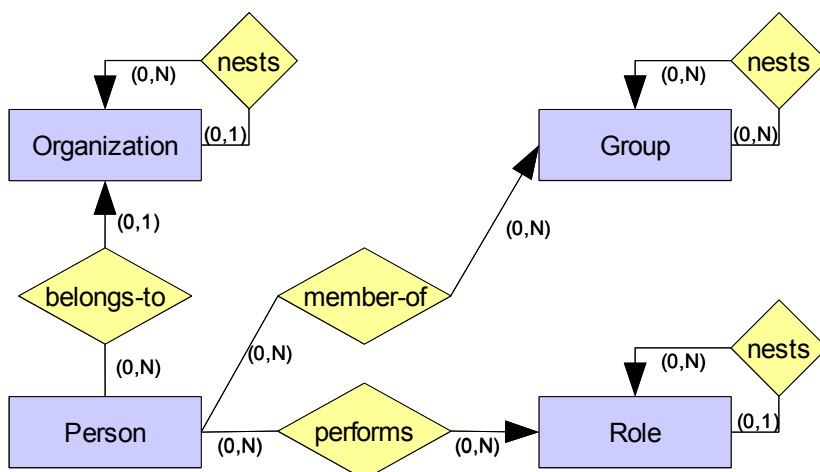 nests
(0,N)
(0,1)
Organization
nests
(0,N)
(0,N)
Group
(0,1)
(0,N)
belongs-to
member-of
(0,N)
(0,N)
nests
(0,N)
(0,1)
Person
(0,N)
performs
(0,N)
Role